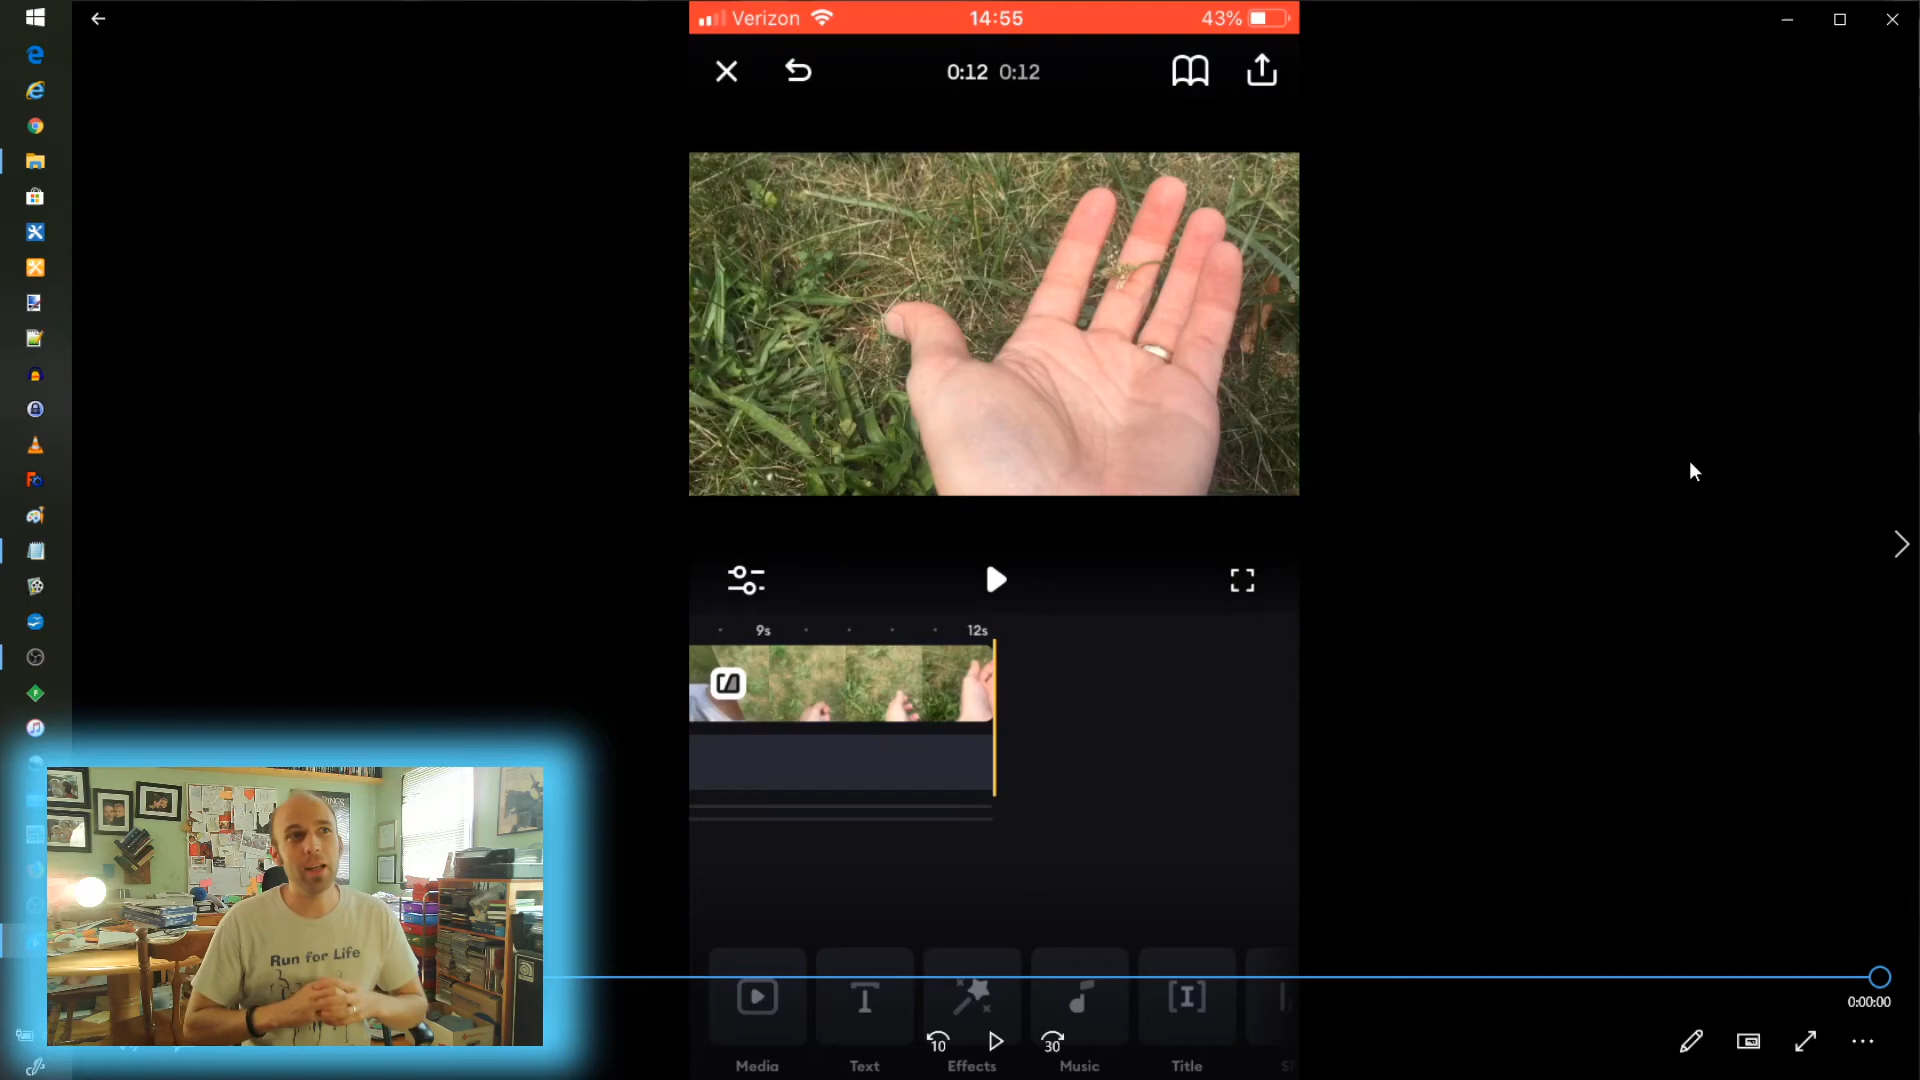 Verizon 14:55 43%
0:12 0:12
9s 12s
Run for Life
0:00:00
10 30
Media Text Effects Music Title